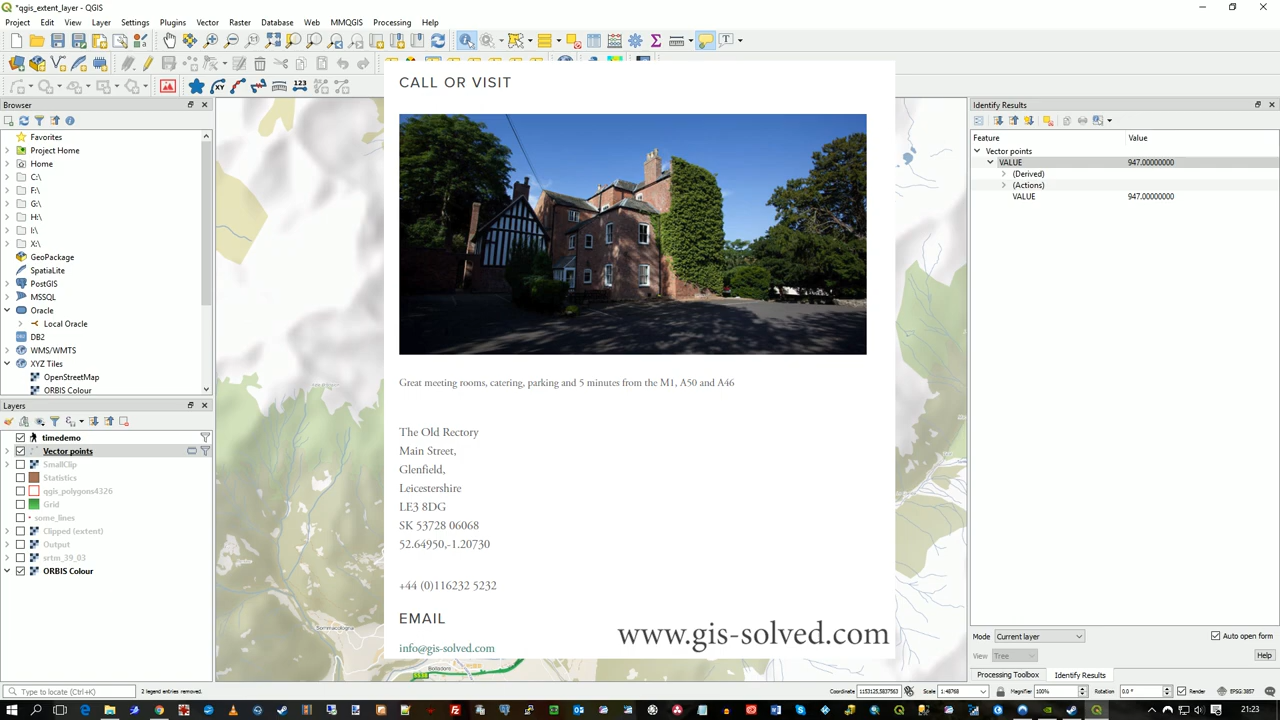 *qgis_extent_layer - QGIS
Project Edit View Layer Settings Plugins Vector Raster Database Web MMQGIS Processing Help
Browser
Favorites
Project Home
Home
C:\
F:\
G:\
H:\
I:\
X:\
GeoPackage
SpatiaLite
PostGIS
MSSQL
Oracle
Local Oracle
DB2
WMS/WMTS
XYZ Tiles
OpenStreetMap
ORBIS Colour
Layers
timedemo
Vector points
SmallClip
Statistics
qgis_polygons4326
Grid
some_lines
Clipped (extent)
Output
srtm_39_03
ORBIS Colour
CALL OR VISIT
Great meeting rooms, catering, parking and 5 minutes from the M1, A50 and A46
The Old Rectory
Main Street,
Glenfield,
Leicestershire
LE3 8DG
SK 53728 06068
52.64950,-1.20730
+44 (0)116232 5232
EMAIL
info@gis-solved.com
www.gis-solved.com
Identify Results
Feature Value
Vector points
VALUE 947.00000000
(Derived)
(Actions)
VALUE 947.00000000
Mode Current layer Auto open form
View Tree Help
Processing Toolbox Identify Results
Type to locate (Ctrl+K) 2 legend entries removed. Coordinate 1153125,5837563 Scale 1:48768 Magnifier 100% Rotation 0.0 ° Render EPSG:3857
21:23